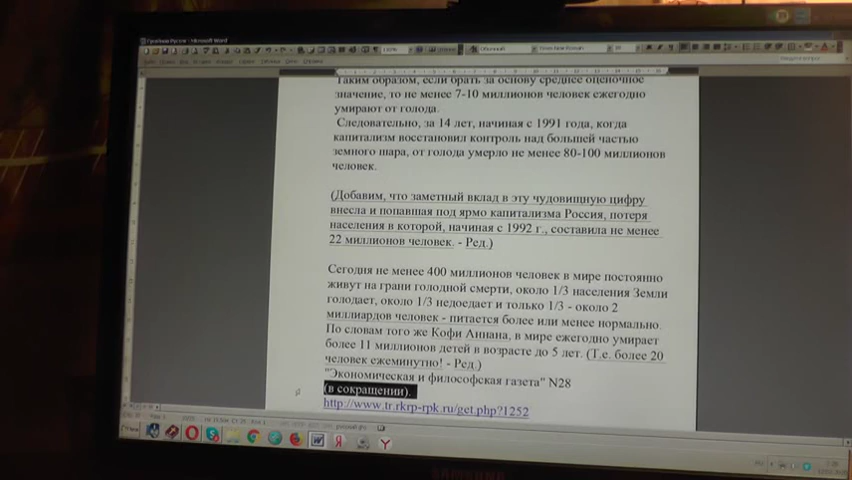 Microsoft Word
Таким образом, если брать за основу среднее оценочное
значение, то не менее 7-10 миллионов человек ежегодно
умирают от голода.
Следовательно, за 14 лет, начиная с 1991 года, когда
капитализм восстановил контроль над большей частью
земного шара, от голода умерло не менее 80-100 миллионов
человек.
(Добавим, что заметный вклад в эту чудовищную цифру
внесла и попавшая под ярмо капитализма Россия, потеря
населения в которой, начиная с 1992 г., составила не менее
22 миллионов человек. - Ред.)
Сегодня не менее 400 миллионов человек в мире постоянно
живут на грани голодной смерти, около 1/3 населения Земли
голодает, около 1/3 недоедает и только 1/3 - около 2
миллиардов человек - питается более или менее нормально.
По словам того же Кофи Аннана, в мире ежегодно умирает
более 11 миллионов детей в возрасте до 5 лет. (Т.е. более 20
человек ежеминутно! - Ред.)
"Экономическая и философская газета" N28
(в сокращении).
http://www.tr.rkrp-rpk.ru/get.php?1252